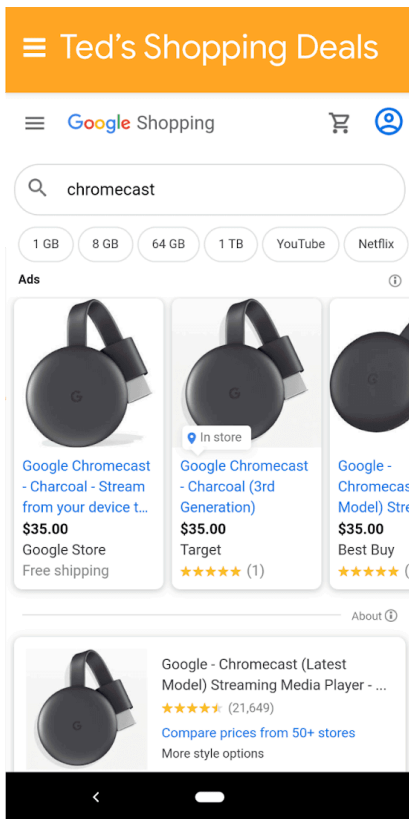 Ted's Shopping Deals
Google Shopping
chromecast
1 GB
8 GB
64 GB
1 TB
YouTube
Netflix
Ads
G
G
G
In store
Google Chromecast
- Charcoal - Stream
from your device t...
$35.00
Google Store
Free shipping
Google Chromecast
- Charcoal (3rd
Generation)
$35.00
Target
(1)
Google -
Chromecas
Model) Stre
$35.00
Best Buy
(
About
G
Google - Chromecast (Latest
Model) Streaming Media Player - ...
(21,649)
Compare prices from 50+ stores
More style options